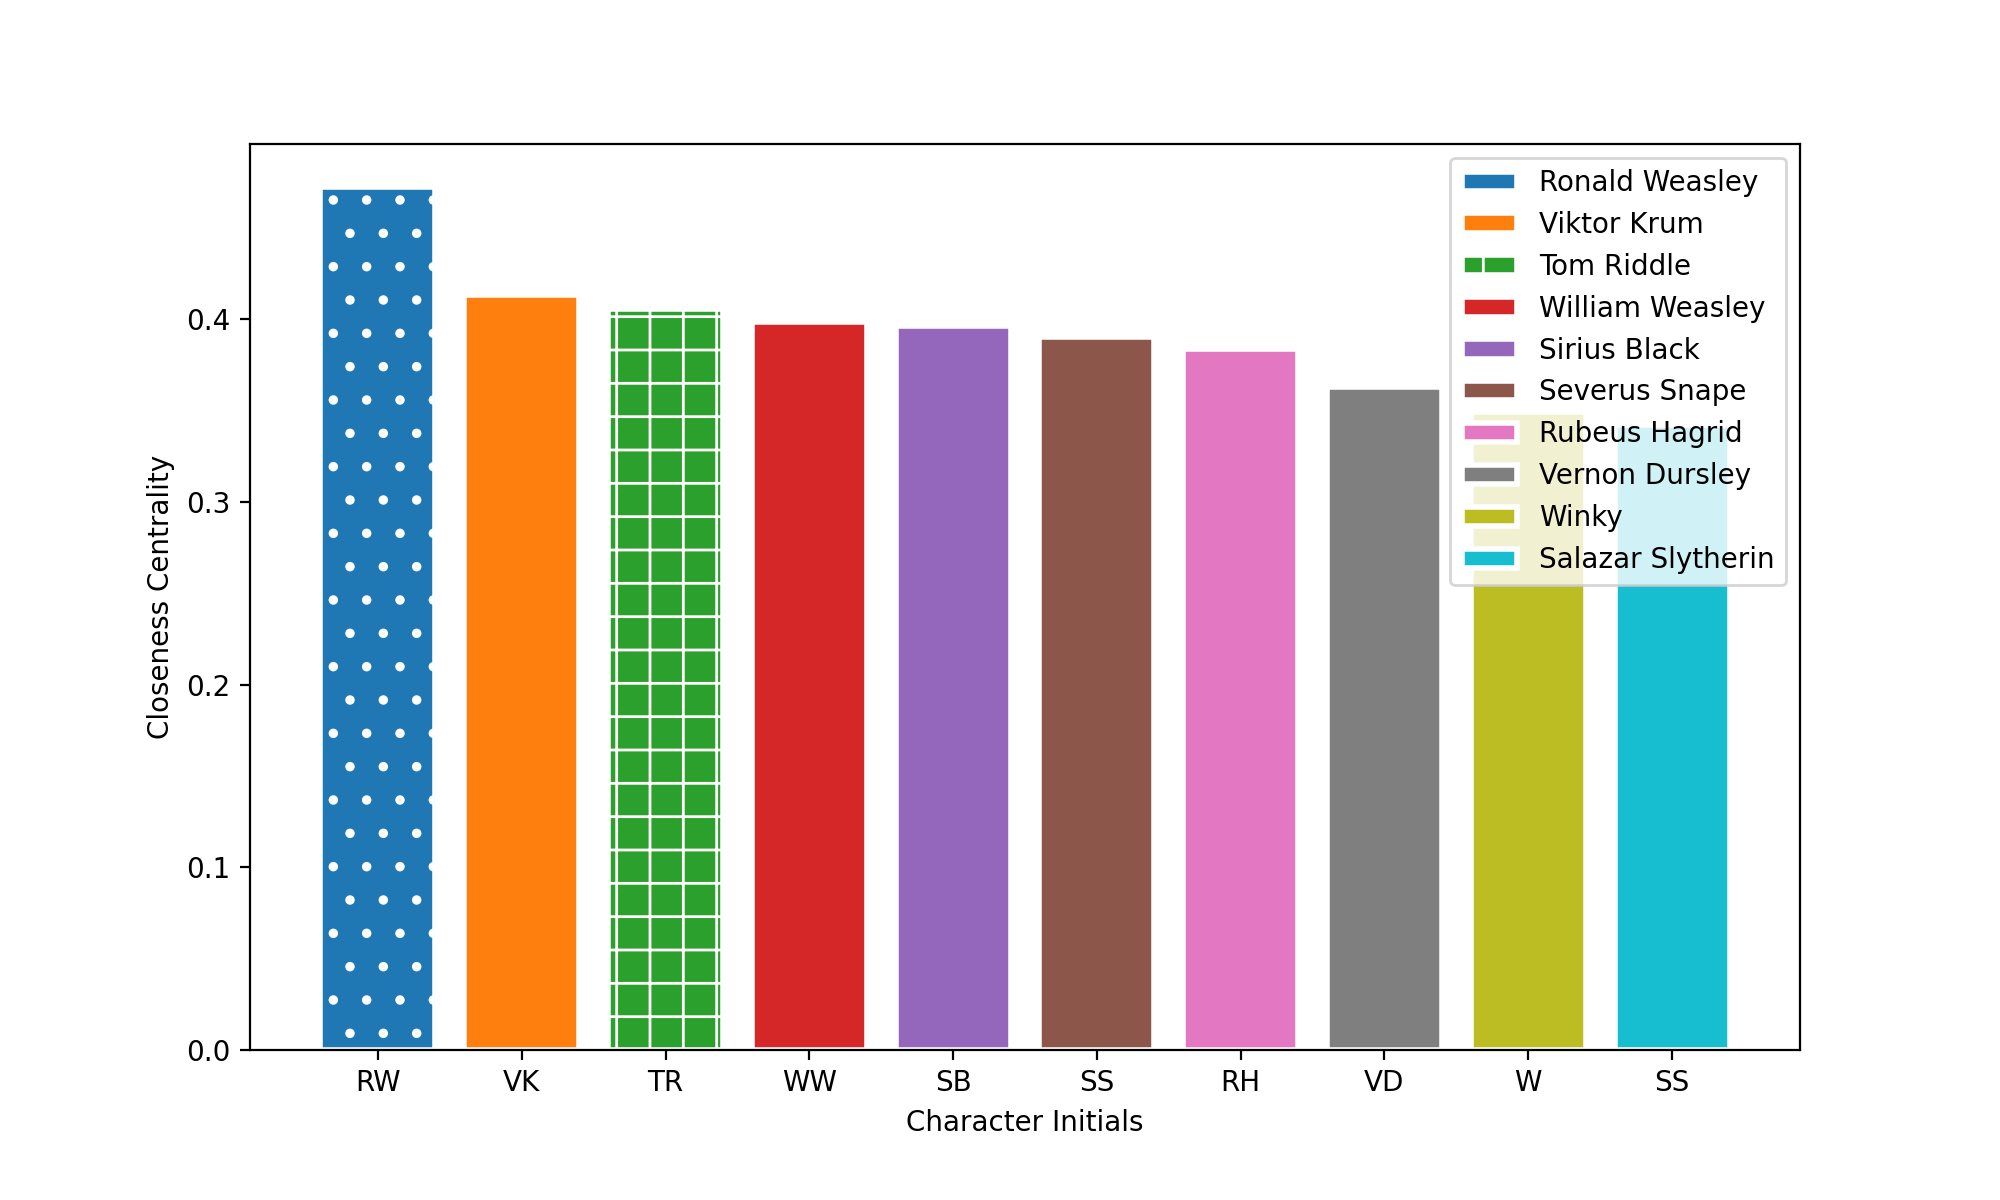 Ronald Weasley
Viktor Krum
Tom Riddle
William Weasley
Sirius Black
Severus Snape
Rubeus Hagrid
Vernon Dursley
Winky
Salazar Slytherin
0.4
0.3
0.2
0.1
0.0
Closeness Centrality
RW VK TR WW SB SS RH VD W SS
Character Initials